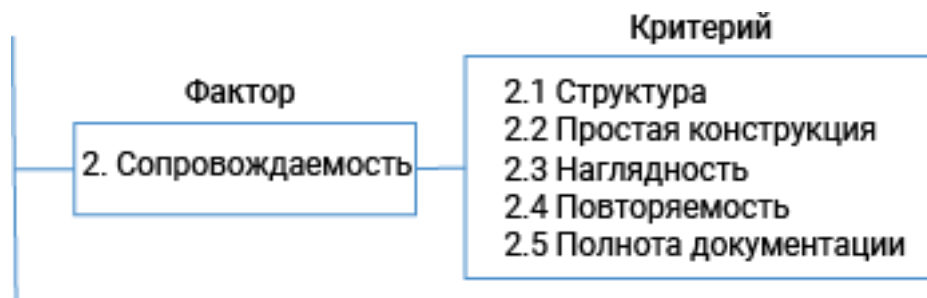 Критерий
Фактор
2. Сопровождаемость
2.1 Структура
2.2 Простая конструкция
2.3 Наглядность
2.4 Повторяемость
2.5 Полнота документации